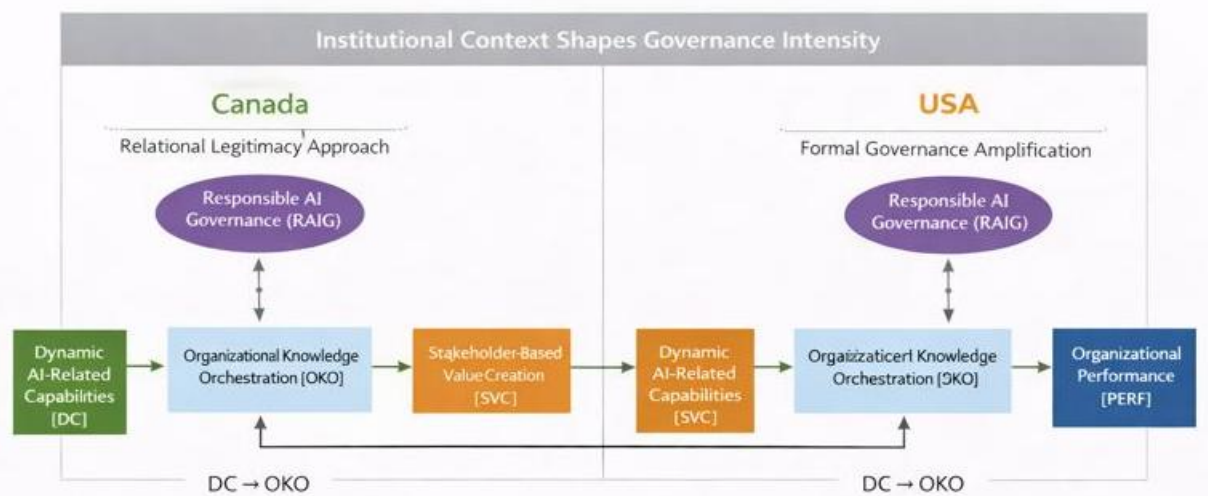 Institutional Context Shapes Governance Intensity
Canada
Relational Legitimacy Approach
Responsible AI
Governance (RAIG)
Dynamic
AI-Related
Capabilities
[DC]
Organizational Knowledge
Orchestration [OKO]
Stakeholder-Based
Value Creation
[SVC]
DC → OKO
USA
Formal Governance Amplification
Responsible AI
Governance (RAIG)
Dynamic
AI-Related
Capabilities
[SVC]
Knowledge
Orchestration
Organizational
Performance
[PERF]
DC → OKO